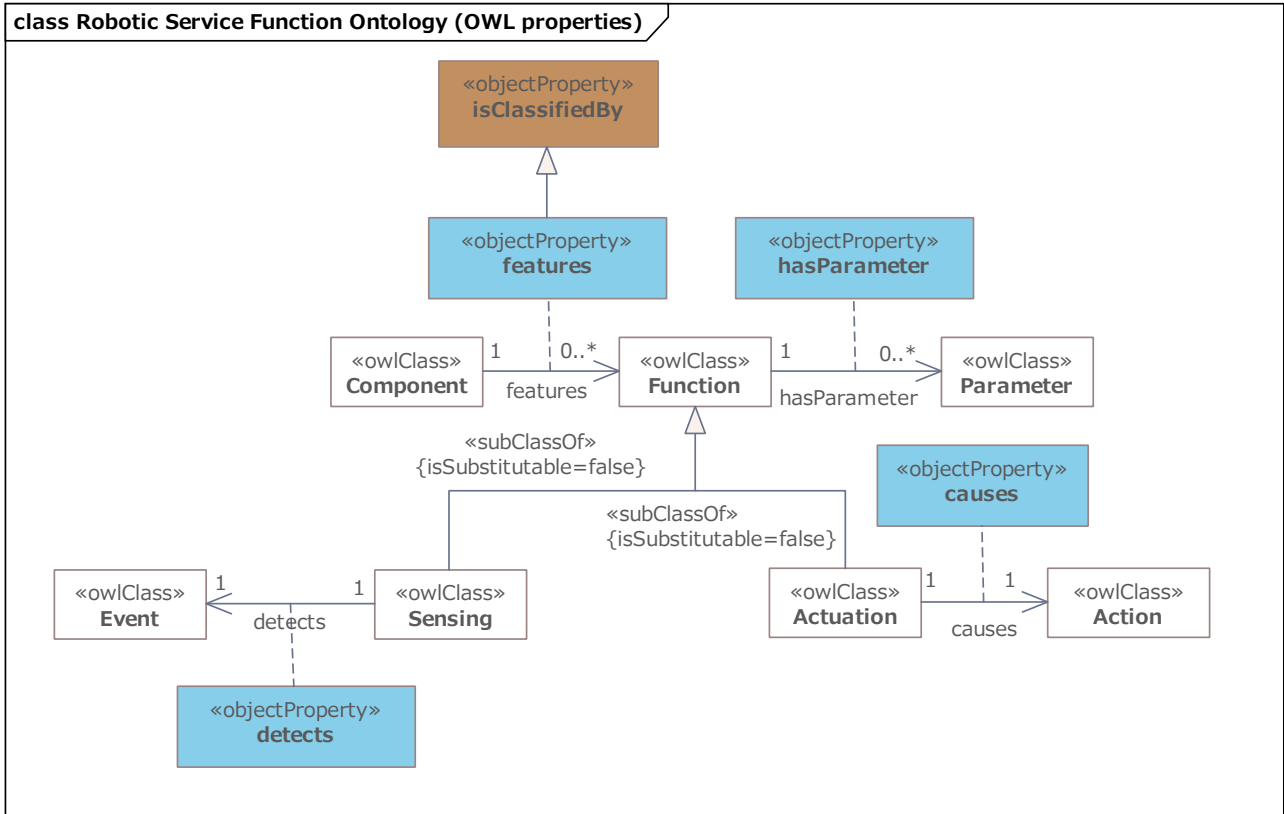 class Robotic Service Function Ontology (OWL properties)
«objectProperty»
isClassifiedBy
«objectProperty»
features
«objectProperty»
hasParameter
«owlClass»
Component
1
0..*
features
«owlClass»
Function
1
0..*
hasParameter
«owlClass»
Parameter
«subClassOf»
{isSubstitutable=false}
«subClassOf»
{isSubstitutable=false}
«objectProperty»
causes
«owlClass»
Event
1
1
detects
«owlClass»
Sensing
«owlClass»
Actuation
1
1
causes
«owlClass»
Action
«objectProperty»
detects